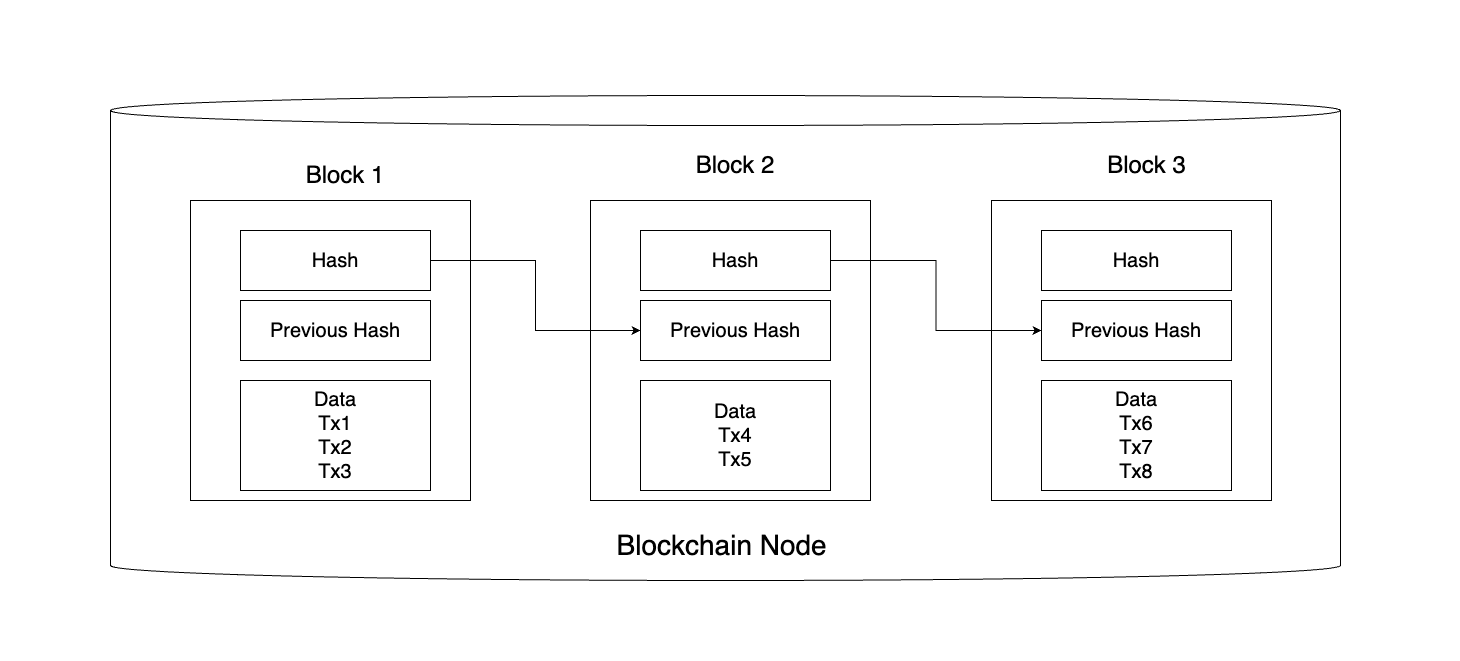 Block 1
Hash
Previous Hash
Data
Tx1
Tx2
Tx3
Block 2
Hash
Previous Hash
Data
Tx4
Tx5
Block 3
Hash
Previous Hash
Data
Tx6
Tx7
Tx8
Blockchain Node